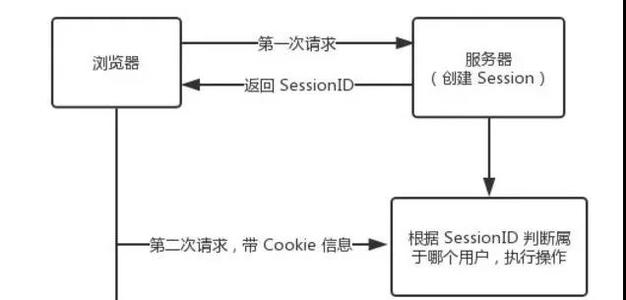 浏览器
第一次请求
服务器
（ 创建 Session ）
返回 SessionID
第二次请求，带 Cookie 信息
根据 SessionID 判断属
于哪个用户，执行操作